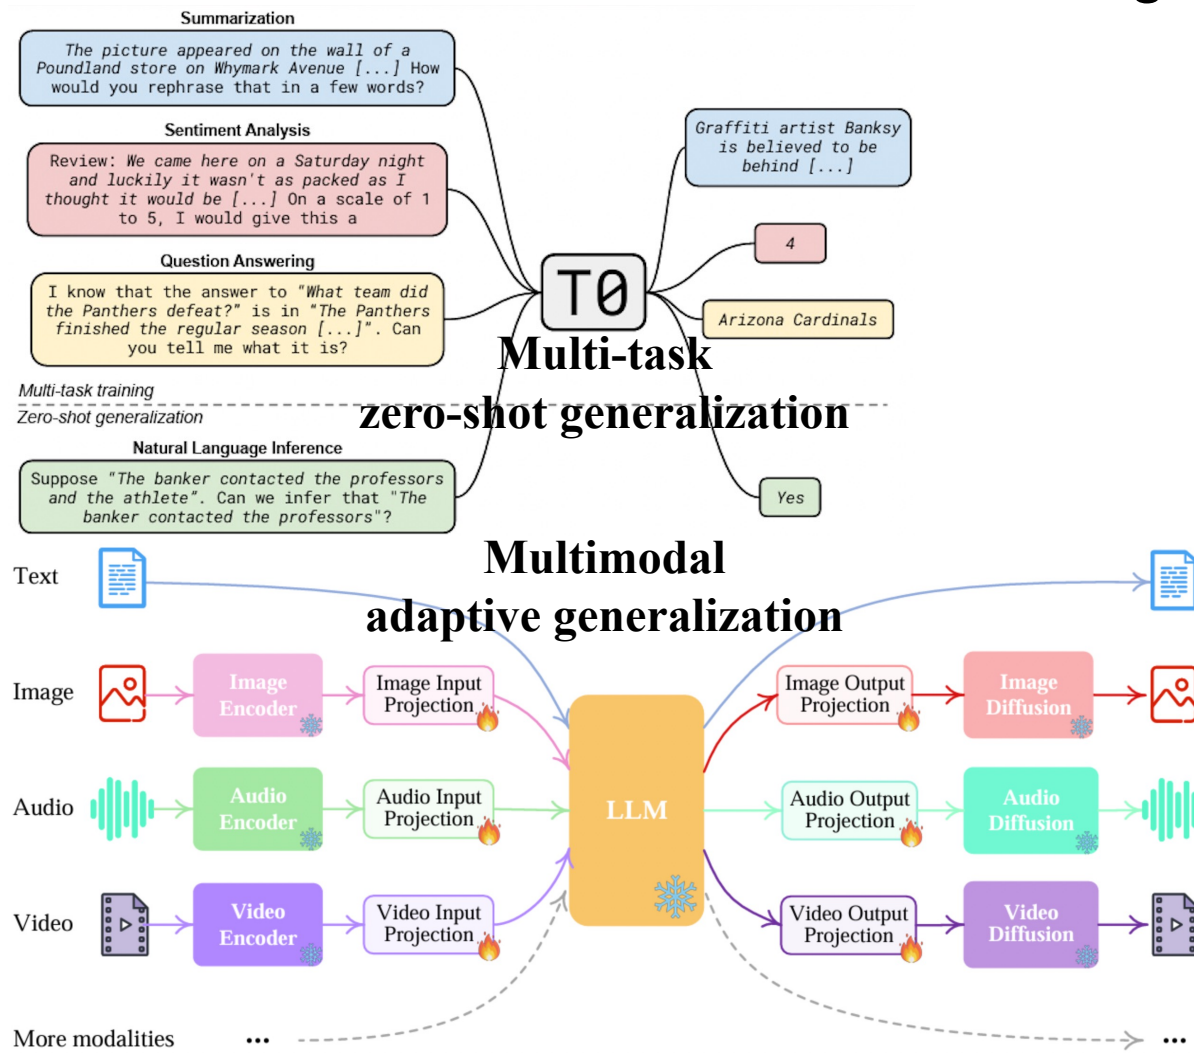 g
Summarization
The picture appeared on the wall of a
Poundland store on Whymark Avenue [...] How
would you rephrase that in a few words?
Sentiment Analysis
Review: We came here on a Saturday night
and luckily it wasn't as packed as I
thought it would be [...] On a scale of 1
to 5, I would give this a
Question Answering
I know that the answer to “What team did
the Panthers defeat?” is in “The Panthers
finished the regular season [...]”. Can
you tell me what it is?
Multi-task training
Zero-shot generalization
Natural Language Inference
Suppose “The banker contacted the professors
and the athlete”. Can we infer that "The
banker contacted the professors"?
T0
Graffiti artist Banksy
is believed to be
behind [...]
4
Arizona Cardinals
Yes
Multi-task
zero-shot generalization
Multimodal
adaptive generalization
Text
Image
Image
Encoder
Image Input
Projection
Image Output
Projection
Image
Diffusion
Audio
Audio
Encoder
Audio Input
Projection
LLM
Audio Output
Projection
Audio
Diffusion
Video
Video
Encoder
Video Input
Projection
Video Output
Projection
Video
Diffusion
More modalities
...
...